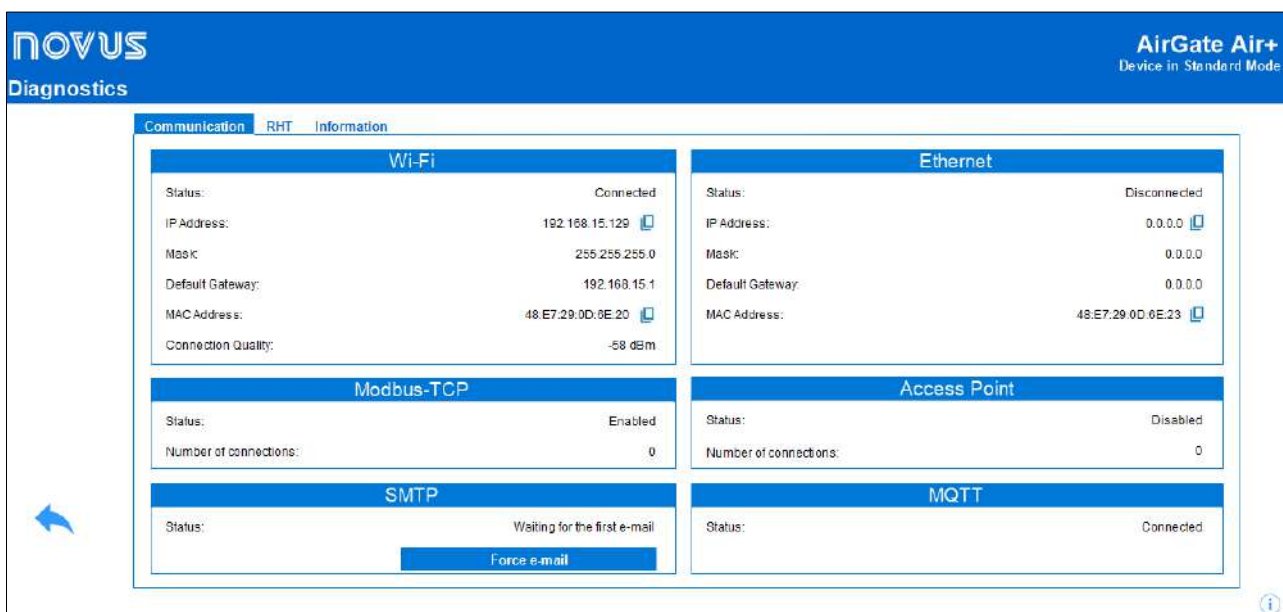 novus
AirGate Air+
Device in Standard Mode
Diagnostics
Communication RHT Information
Wi-Fi
Status: Connected
IP Address: 192.168.15.129
Mask: 255.255.255.0
Default Gateway: 192.168.15.1
MAC Address: 48:E7:29:0D:6E:20
Connection Quality: -58 dBm
Ethernet
Status: Disconnected
IP Address: 0.0.0.0
Mask: 0.0.0.0
Default Gateway: 0.0.0.0
MAC Address: 48:E7:29:0D:6E:23
Modbus-TCP
Status: Enabled
Number of connections: 0
Access Point
Status: Disabled
Number of connections: 0
SMTP
Status: Waiting for the first e-mail
Force e-mail
MQTT
Status: Connected